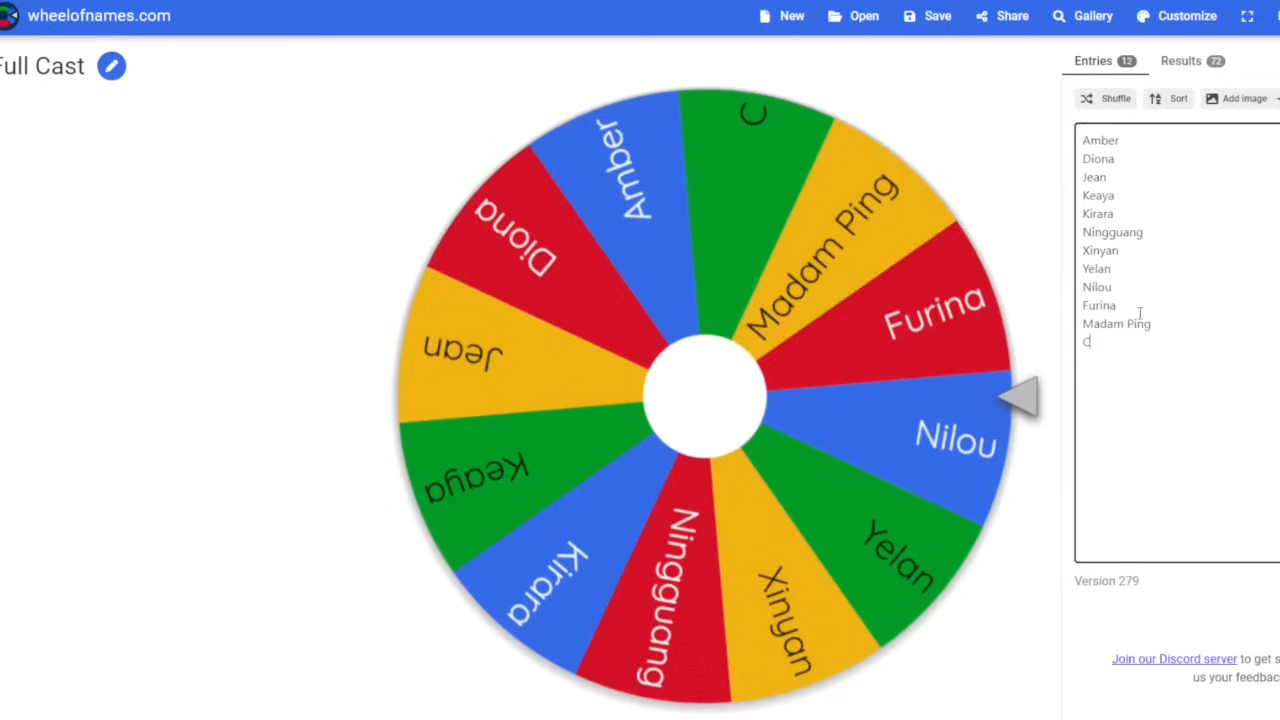 wheelofnames.com
New
Open
Save
Share
Gallery
Customize
Full Cast
Entries 12
Results 72
Shuffle
Sort
Add image
Amber
Diona
Jean
Keaya
Kirara
Ningguang
Xinyan
Yelan
Nilou
Furina
Madam Ping
C
C
Madam Ping
Furina
Nilou
Yelan
Xinyan
Ningguang
Kirara
Keaya
Jean
Diona
Amber
Version 279
Join our Discord server to get s
us your feedbac